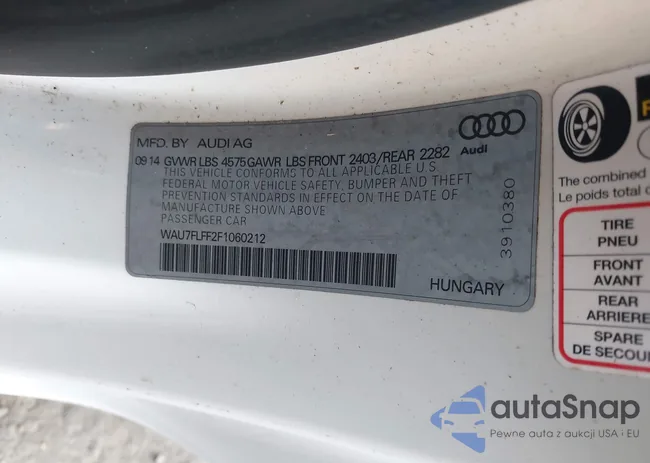 MFD. BY AUDI AG
Audi
09 14 GVWR LBS 4575 GAWR LBS FRONT 2403/REAR 2282
THIS VEHICLE CONFORMS TO ALL APPLICABLE U.S.
FEDERAL MOTOR VEHICLE SAFETY, BUMPER AND THEFT
PREVENTION STANDARDS IN EFFECT ON THE DATE OF
MANUFACTURE SHOWN ABOVE
PASSENGER CAR
WAU7FLFF2F1060212
HUNGARY
3910380
The combined
Le poids total
TIRE
PNEU
FRONT
AVANT
REAR
ARRIERE
SPARE
DE SECOU
autaSnap
Pewne auta z aukcji USA i EU